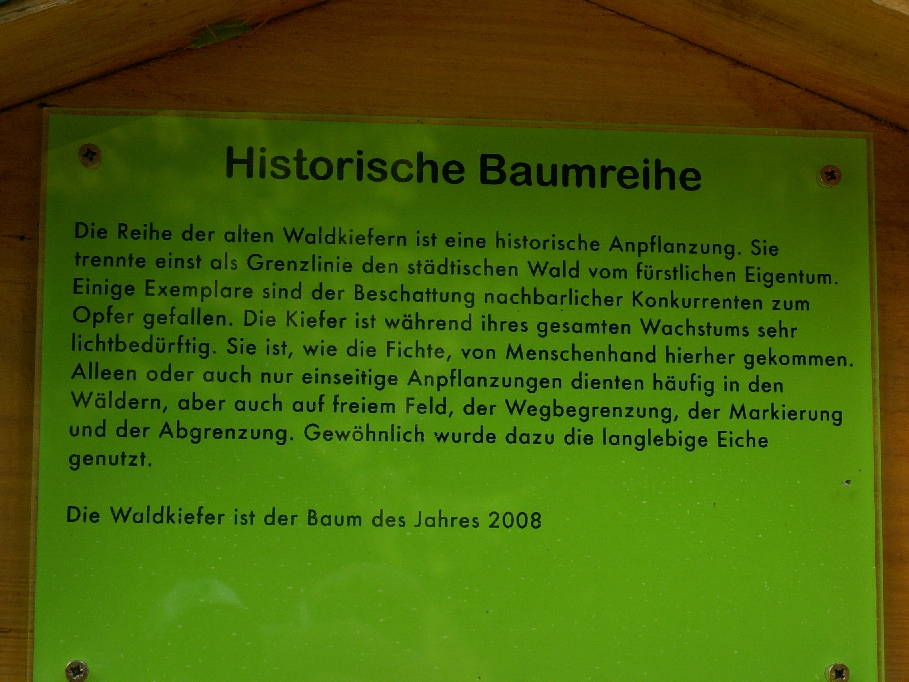 Historische Baumreihe
Die Reihe der alten Waldkiefern ist eine historische Anpflanzung. Sie
trennte einst als Grenzlinie den städtischen Wald vom fürstlichen Eigentum.
Einige Exemplare sind der Beschattung nachbarlicher Konkurrenten zum
Opfer gefallen. Die Kiefer ist während ihres gesamten Wachstums sehr
lichtbedürftig. Sie ist, wie die Fichte, von Menschenhand hierher gekommen.
Alleen oder auch nur einseitige Anpflanzungen dienten häufig in den
Wäldern, aber auch auf freiem Feld, der Wegbegrenzung, der Markierung
und der Abgrenzung. Gewöhnlich wurde dazu die langlebige Eiche
genutzt.
Die Waldkiefer ist der Baum des Jahres 2008